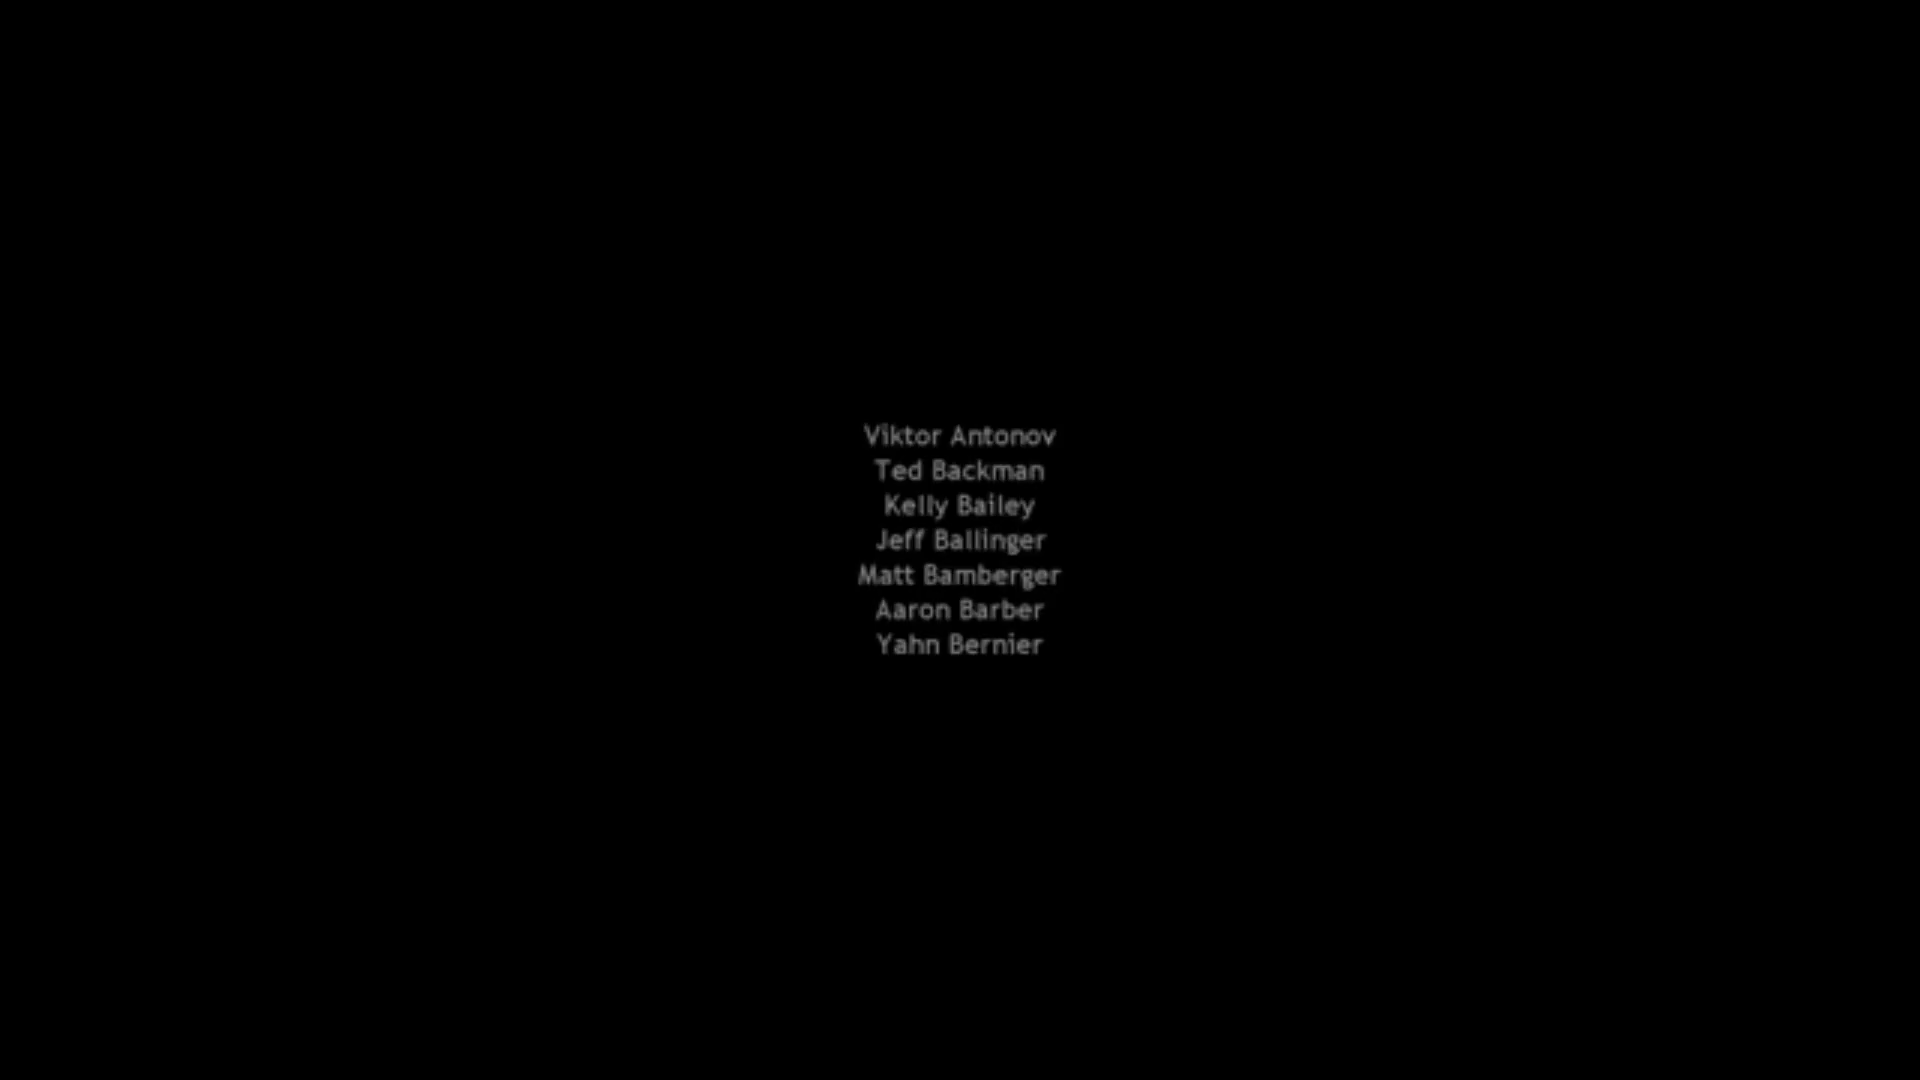 Viktor Antonov
Ted Backman
Kelly Bailey
Jeff Ballinger
Matt Bamberger
Aaron Barber
Yahn Bernier